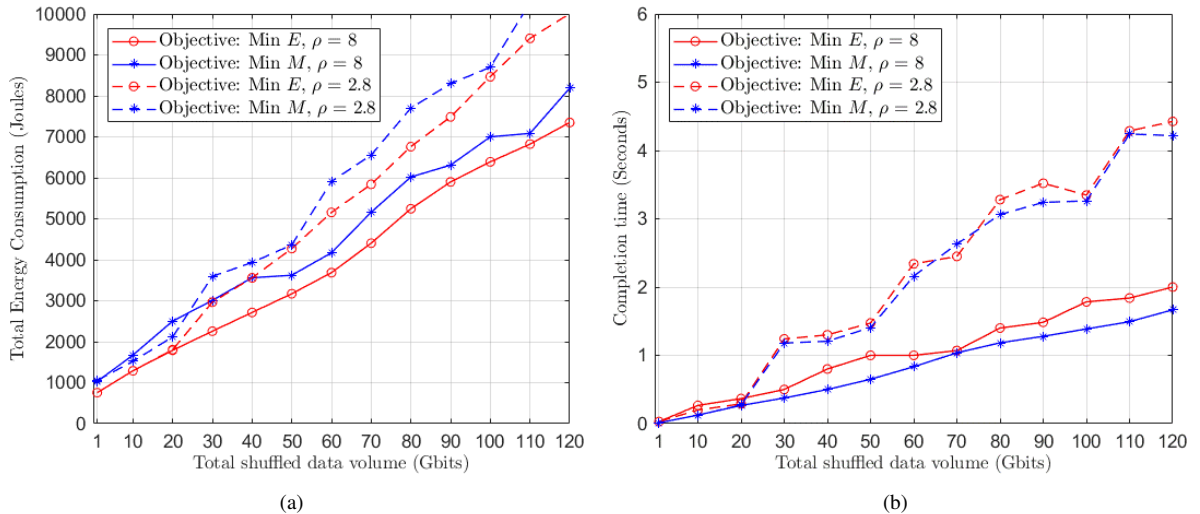 10000
9000
8000
7000
6000
5000
4000
3000
2000
1000
0
Total Energy Consumption (Joules)
Objective: Min E, ρ = 8
Objective: Min M, ρ = 8
Objective: Min E, ρ = 2.8
Objective: Min M, ρ = 2.8
1 10 20 30 40 50 60 70 80 90 100 110 120
Total shuffled data volume (Gbits)
(a)
6
5
4
3
2
1
0
Completion time (Seconds)
Objective: Min E, ρ = 8
Objective: Min M, ρ = 8
Objective: Min E, ρ = 2.8
Objective: Min M, ρ = 2.8
1 10 20 30 40 50 60 70 80 90 100 110 120
Total shuffled data volume (Gbits)
(b)